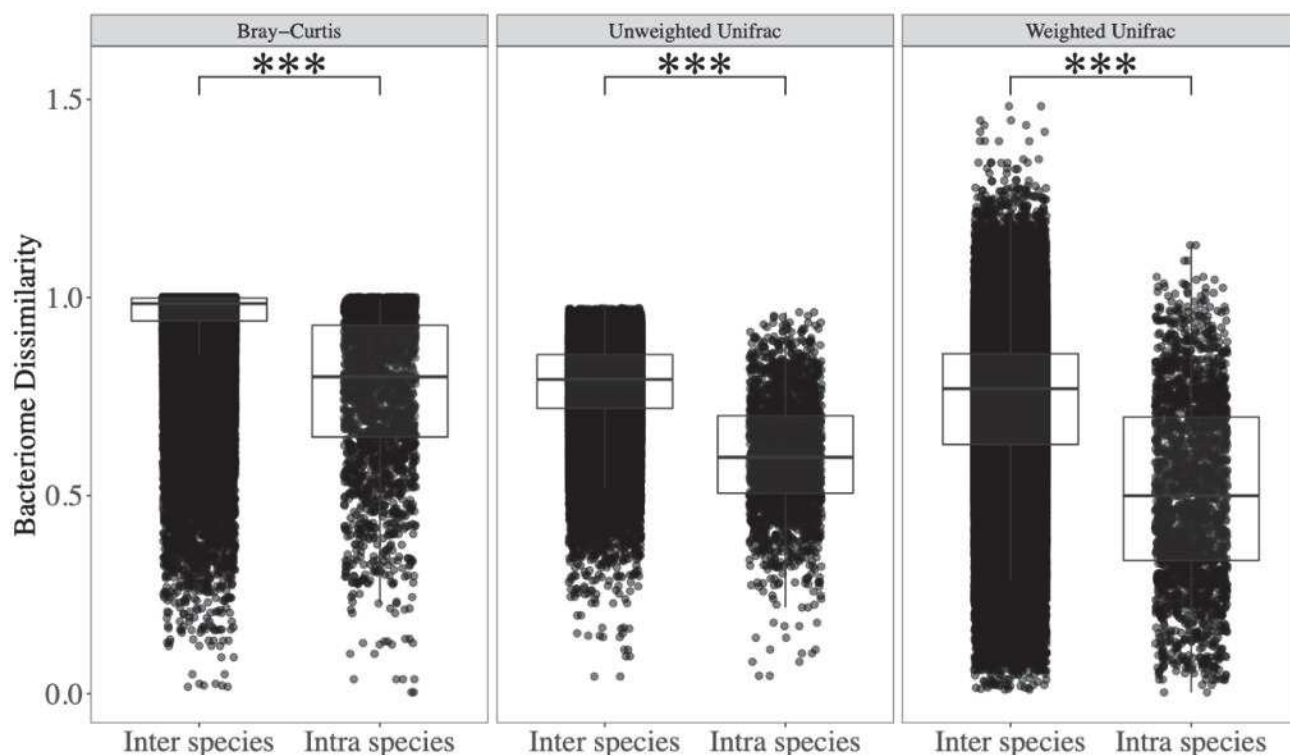 Bray–Curtis
Unweighted Unifrac
Weighted Unifrac
***
***
***
Bacteriome Dissimilarity
1.5
1.0
0.5
0.0
Inter species
Intra species
Inter species
Intra species
Inter species
Intra species